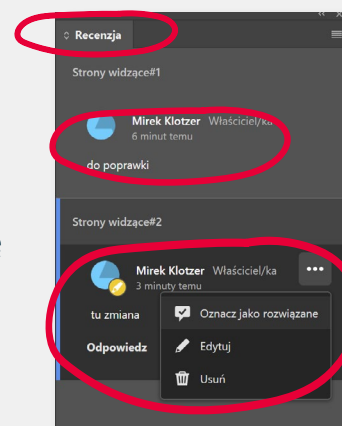 Recenzja
Strony widzące#1
Mirek Klotzer Właściciel/ka
6 minut temu
do poprawki
Strony widzące#2
Mirek Klotzer Właściciel/ka
3 minuty temu
tu zmiana
Oznacz jako rozwiązane
Odpowiedz
Edytuj
Usuń